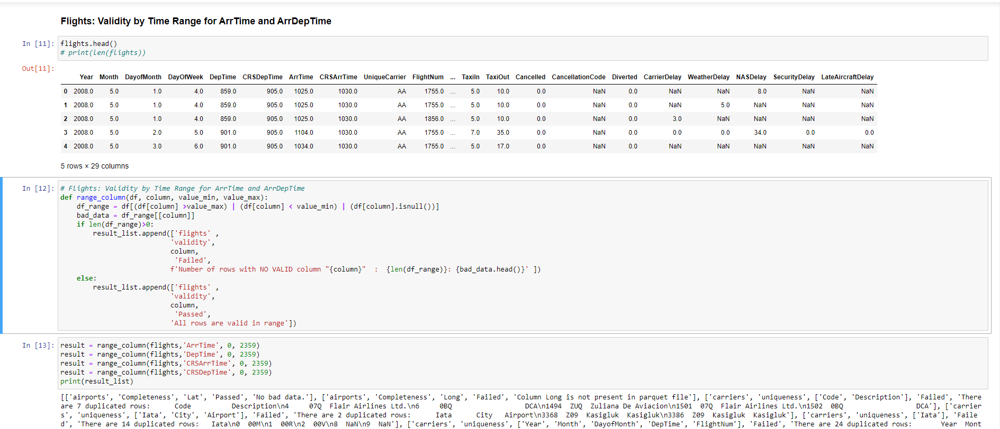 Flights: Validity by Time Range for ArrTime and ArrDepTime
In [11]: flights.head()
# print(len(flights))
Out[11]:
Year Month DayofMonth DayOfWeek DepTime CRSDepTime ArrTime CRSArrTime UniqueCarrier FlightNum ... TaxiIn TaxiOut Cancelled CancellationCode Diverted CarrierDelay WeatherDelay NASDelay SecurityDelay LateAircraftDelay
0 2008.0 5.0 1.0 4.0 859.0 905.0 1025.0 1030.0 AA 1755.0 ... 5.0 10.0 0.0 NaN 0.0 NaN NaN 8.0 NaN NaN
1 2008.0 5.0 1.0 4.0 859.0 905.0 1025.0 1030.0 AA 1755.0 ... 5.0 10.0 0.0 NaN 0.0 NaN 5.0 NaN NaN NaN
2 2008.0 5.0 1.0 4.0 859.0 905.0 1025.0 1030.0 AA 1856.0 ... 5.0 10.0 0.0 NaN 0.0 3.0 NaN NaN NaN NaN
3 2008.0 5.0 2.0 5.0 901.0 905.0 1104.0 1030.0 AA 1755.0 ... 7.0 35.0 0.0 NaN 0.0 0.0 0.0 34.0 0.0 0.0
4 2008.0 5.0 3.0 6.0 901.0 905.0 1034.0 1030.0 AA 1755.0 ... 5.0 17.0 0.0 NaN 0.0 NaN NaN NaN NaN NaN
5 rows × 29 columns
In [12]: # Flights: Validity by Time Range for ArrTime and ArrDepTime
def range_column(df, column, value_min, value_max):
    df_range = df[(df[column] >value_max) | (df[column] < value_min) | (df[column].isnull())]
    bad_data = df_range[[column]]
    if len(df_range)>0:
        result_list.append(['flights' ,
                           'validity',
                           column,
                            'Failed',
                           f'Number of rows with NO VALID column "{column}"  :  {len(df_range)}: {bad_data.head()}' ])
    else:
        result_list.append(['flights' ,
                           'validity',
                           column,
                            'Passed',
                           'All rows are valid in range'])
In [13]: result = range_column(flights,'ArrTime', 0, 2359)
result = range_column(flights,'DepTime', 0, 2359)
result = range_column(flights,'CRSArrTime', 0, 2359)
result = range_column(flights,'CRSDepTime', 0, 2359)
print(result_list)
[['airports', 'Completeness', 'Lat', 'Passed', 'No bad data.'], ['airports', 'Completeness', 'Long', 'Failed', 'Column Long is not present in parquet file'], ['carriers', 'uniqueness', ['Code', 'Description'], 'Failed', 'There
are 7 duplicated rows:      Code          Description\n4     07Q  Flair Airlines Ltd.\n6     0BQ                  DCA\n1494  ZUQ  Zuliana De Aviacion\n1501  07Q  Flair Airlines Ltd.\n1502  0BQ                  DCA'], ['carrier
s', 'uniqueness', ['Iata', 'City', 'Airport'], 'Failed', 'There are 2 duplicated rows:      Iata      City   Airport\n3368  Z09  Kasigluk  Kasigluk\n3386  Z09  Kasigluk  Kasigluk'], ['carriers', 'uniqueness', ['Iata'], 'Faile
d', 'There are 14 duplicated rows:   Iata\n0  00M\n1  00R\n2  00V\n8  NaN\n9  NaN'], ['carriers', 'uniqueness', ['Year', 'Month', 'DayofMonth', 'DepTime', 'FlightNum'], 'Failed', 'There are 24 duplicated rows:       Year  Mont